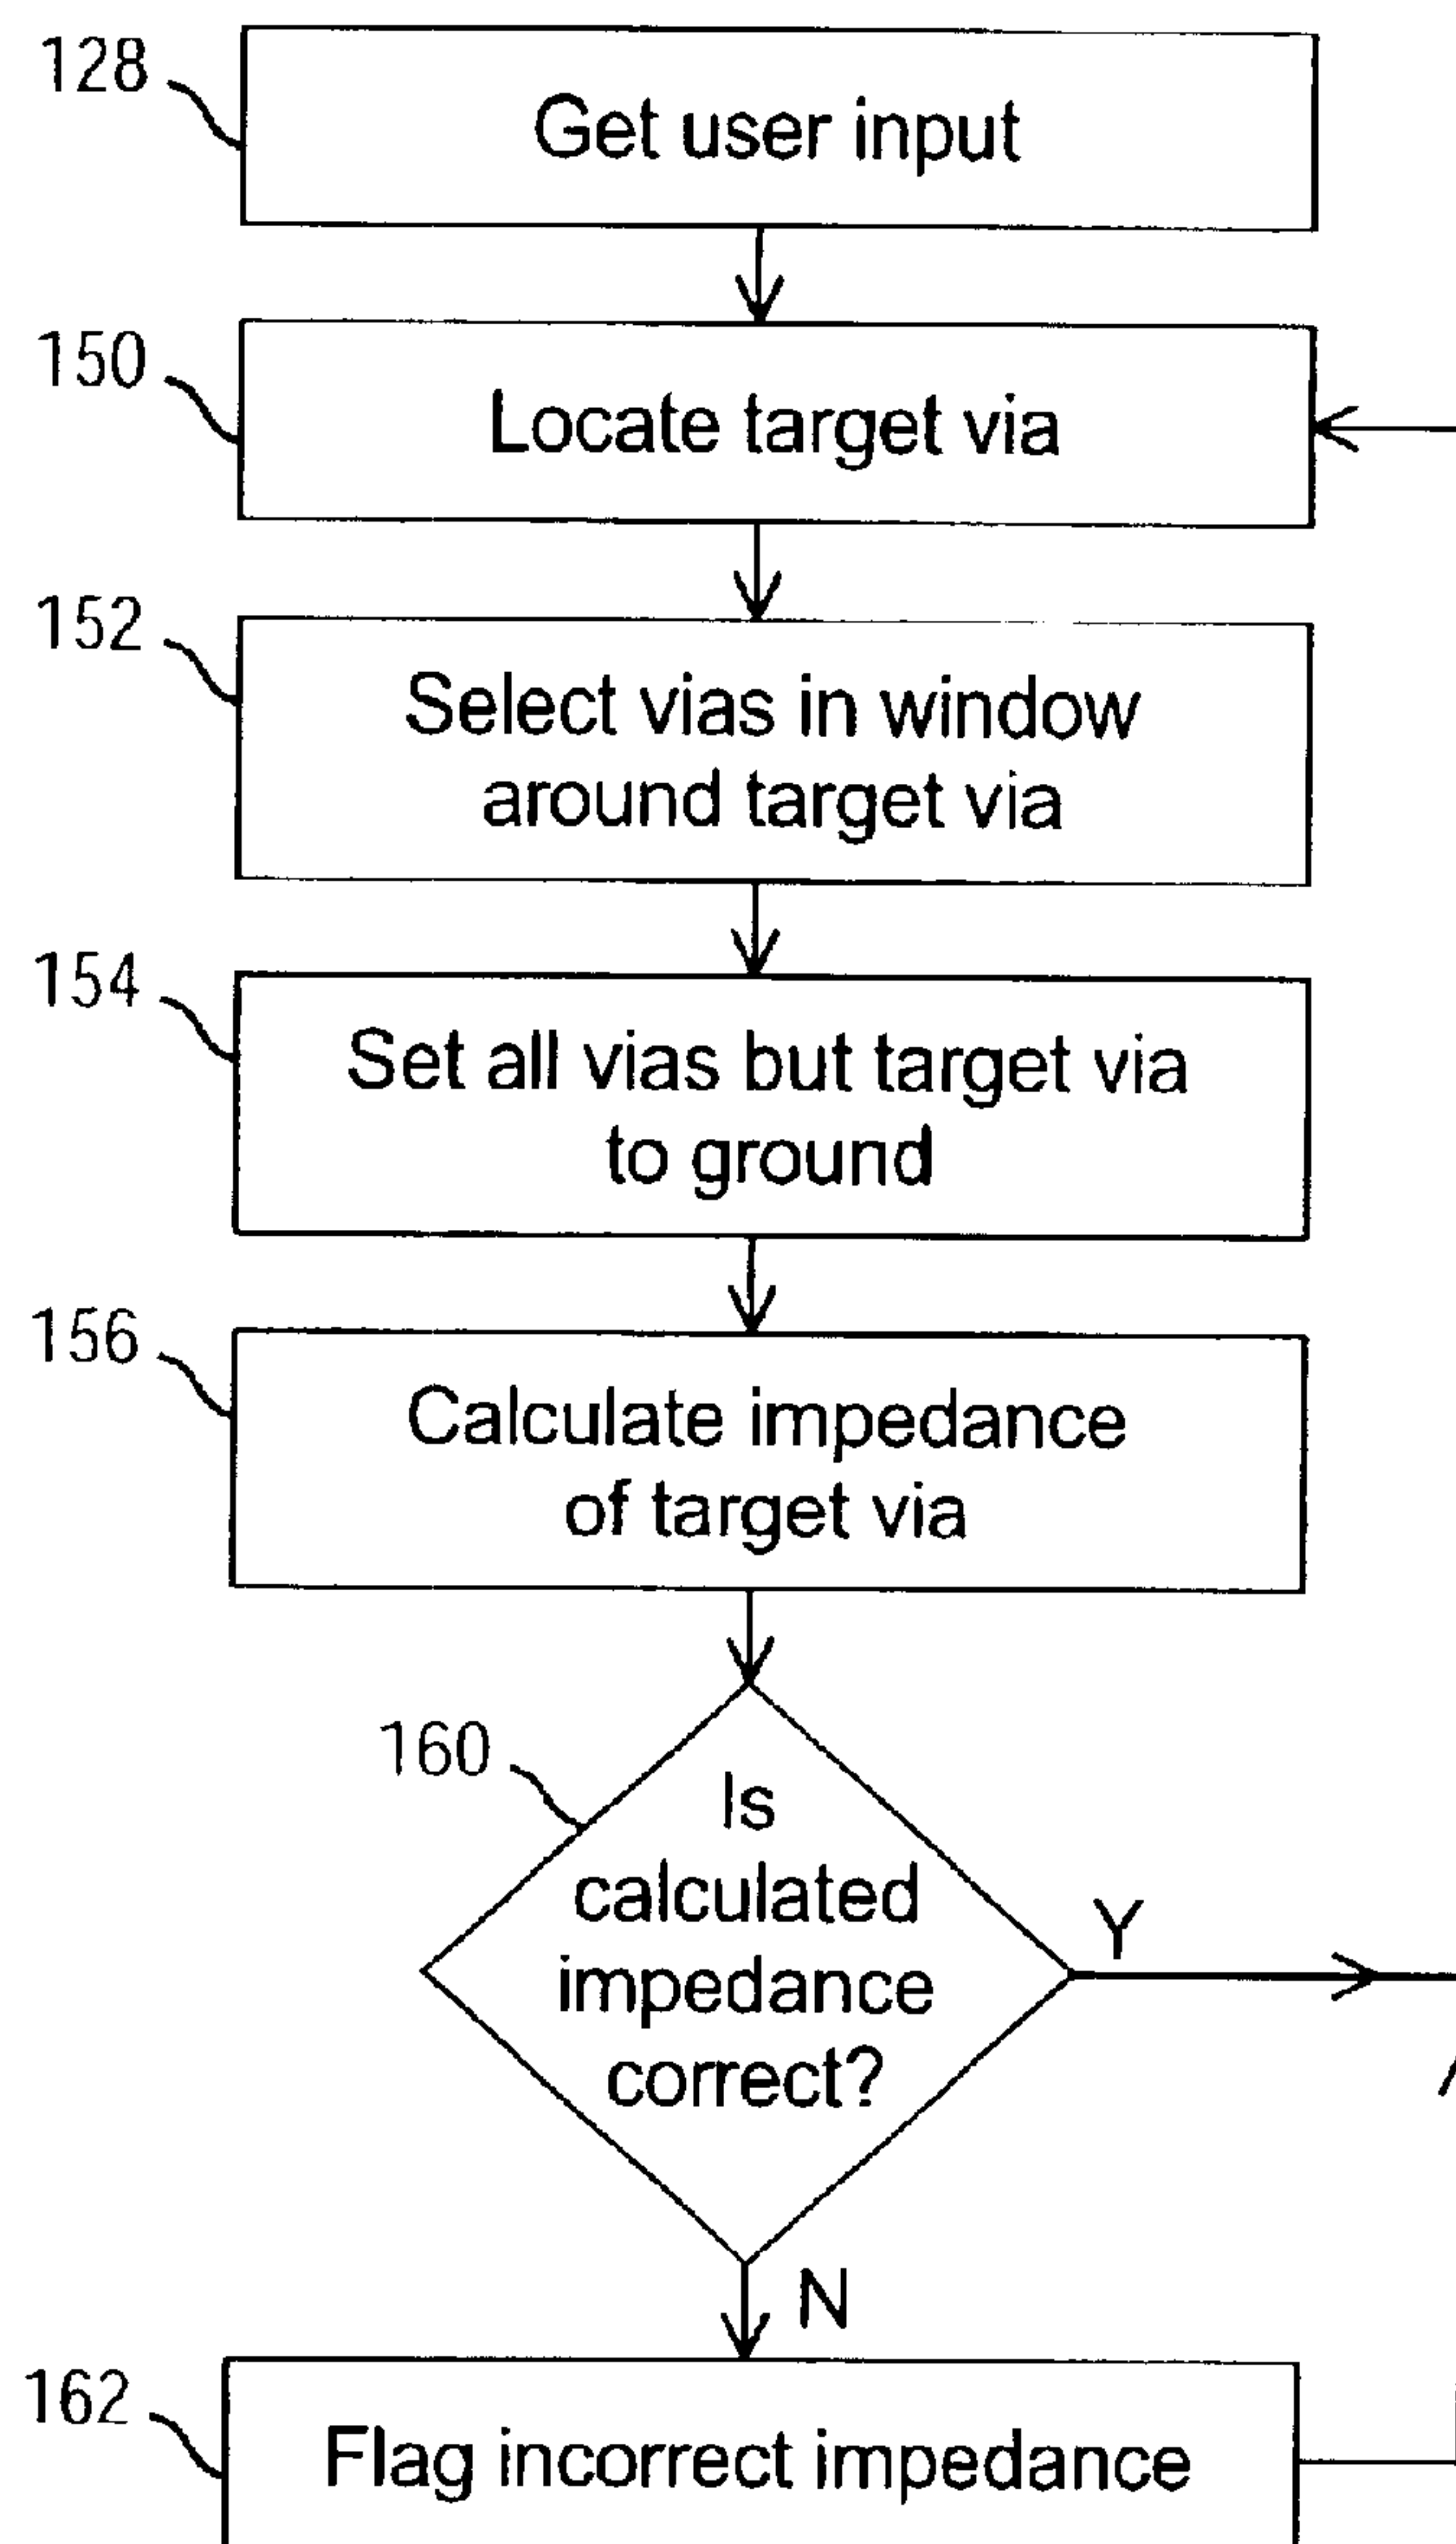 128
Get user input
150
Locate target via
152
Select vias in window
around target via
154
Set all vias but target via
to ground
156
Calculate impedance
of target via
160
Is
calculated
impedance
correct?
Y
N
162
Flag incorrect impedance